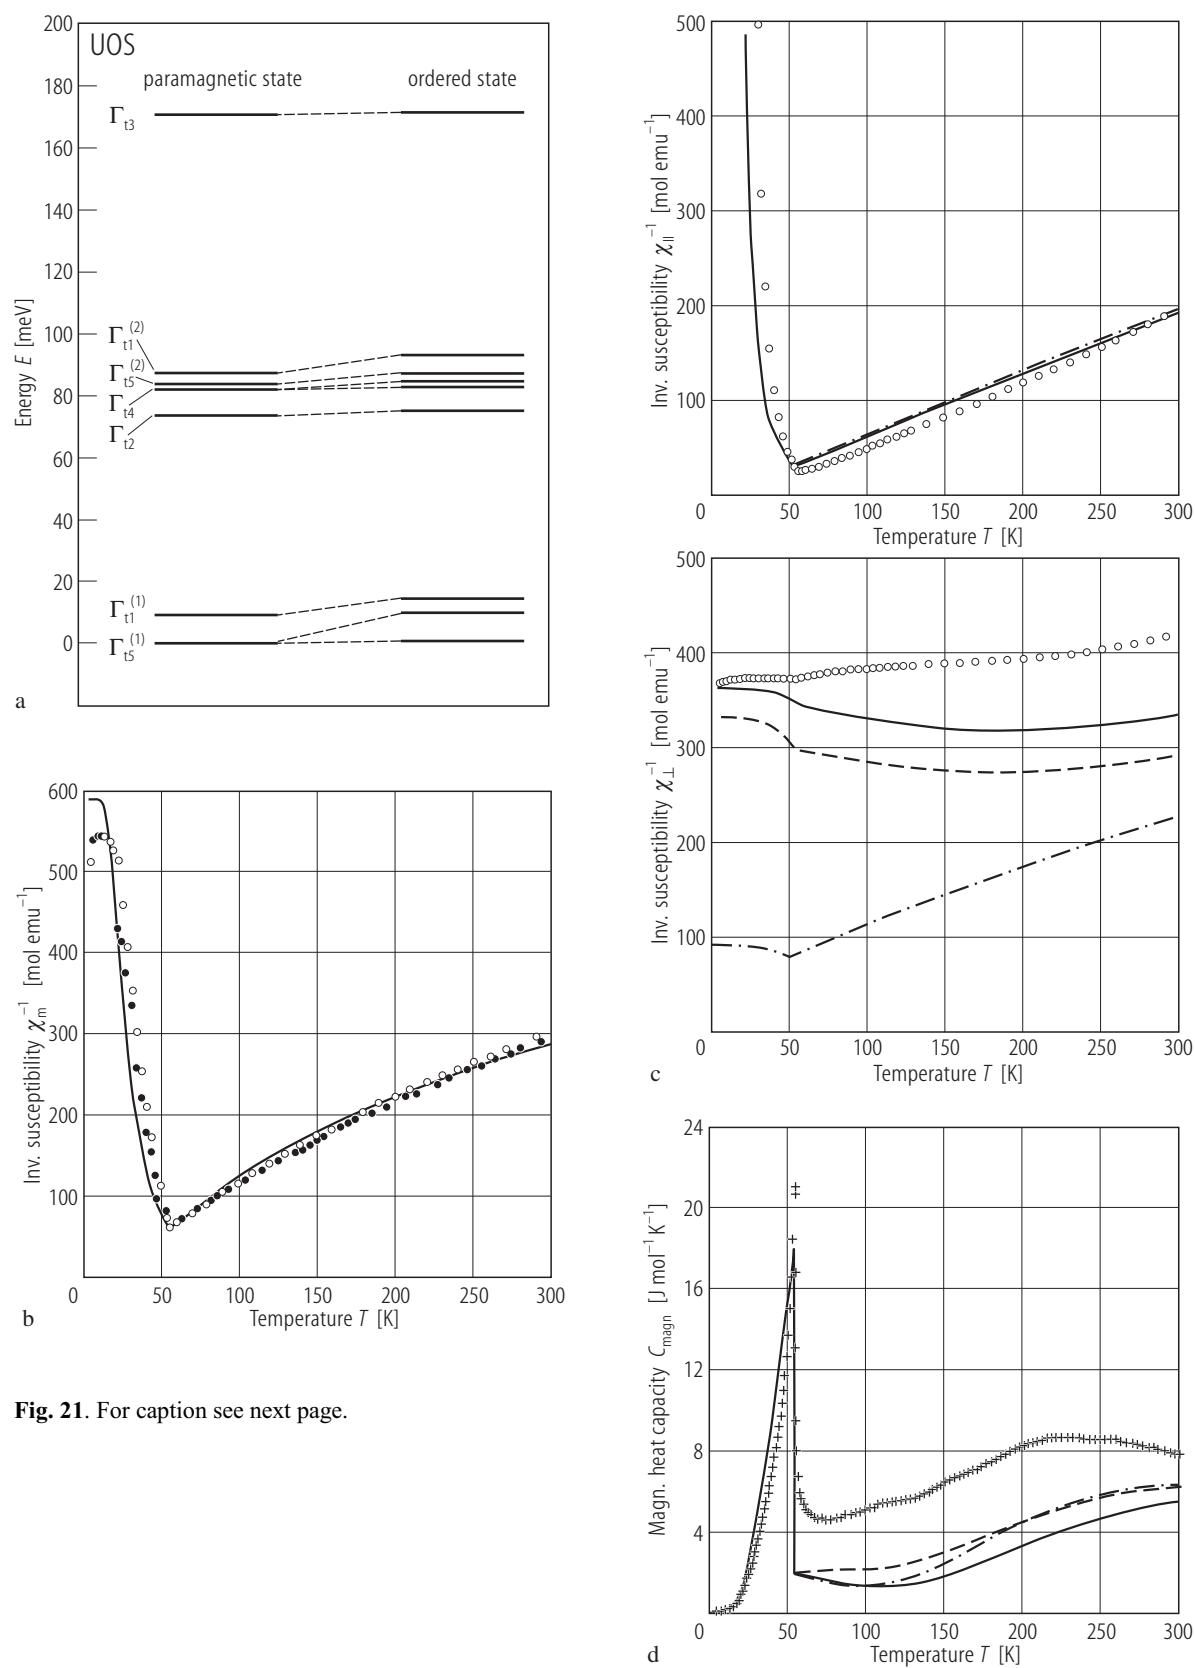 UOS
paramagnetic state
ordered state
200
180
160
140
120
100
80
60
40
20
0
Energy E [meV]
Γt3
Γt1(2)
Γt5(2)
Γt4
Γt2
Γt1(1)
Γt5(1)
a
600
500
400
300
200
100
0 50 100 150 200 250 300
Inv. susceptibility χm−1 [mol emu−1]
Temperature T [K]
b
Fig. 21. For caption see next page.
500
400
300
200
100
0 50 100 150 200 250 300
Inv. susceptibility χ||−1 [mol emu−1]
Temperature T [K]
500
400
300
200
100
0 50 100 150 200 250 300
Inv. susceptibility χ⊥−1 [mol emu−1]
Temperature T [K]
c
24
20
16
12
8
4
0 50 100 150 200 250 300
Magn. heat capacity Cmagn [J mol−1 K−1]
Temperature T [K]
d